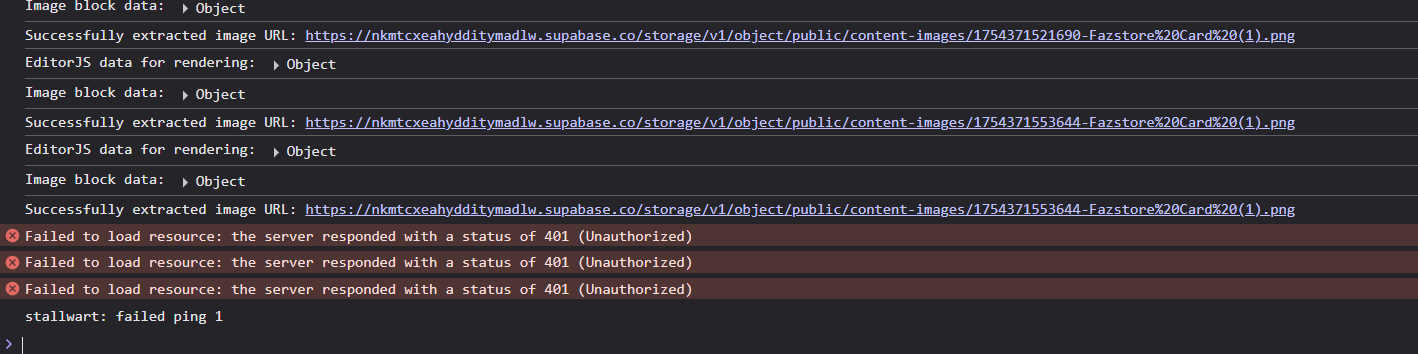 Image block data: ▶ Object
Successfully extracted image URL: https://nkmtcxeahydditymadlw.supabase.co/storage/v1/object/public/content-images/1754371521690-Fazstore%20Card%20(1).png
EditorJS data for rendering: ▶ Object
Image block data: ▶ Object
Successfully extracted image URL: https://nkmtcxeahydditymadlw.supabase.co/storage/v1/object/public/content-images/1754371553644-Fazstore%20Card%20(1).png
EditorJS data for rendering: ▶ Object
Image block data: ▶ Object
Successfully extracted image URL: https://nkmtcxeahydditymadlw.supabase.co/storage/v1/object/public/content-images/1754371553644-Fazstore%20Card%20(1).png
Failed to load resource: the server responded with a status of 401 (Unauthorized)
Failed to load resource: the server responded with a status of 401 (Unauthorized)
Failed to load resource: the server responded with a status of 401 (Unauthorized)
stallwart: failed ping 1